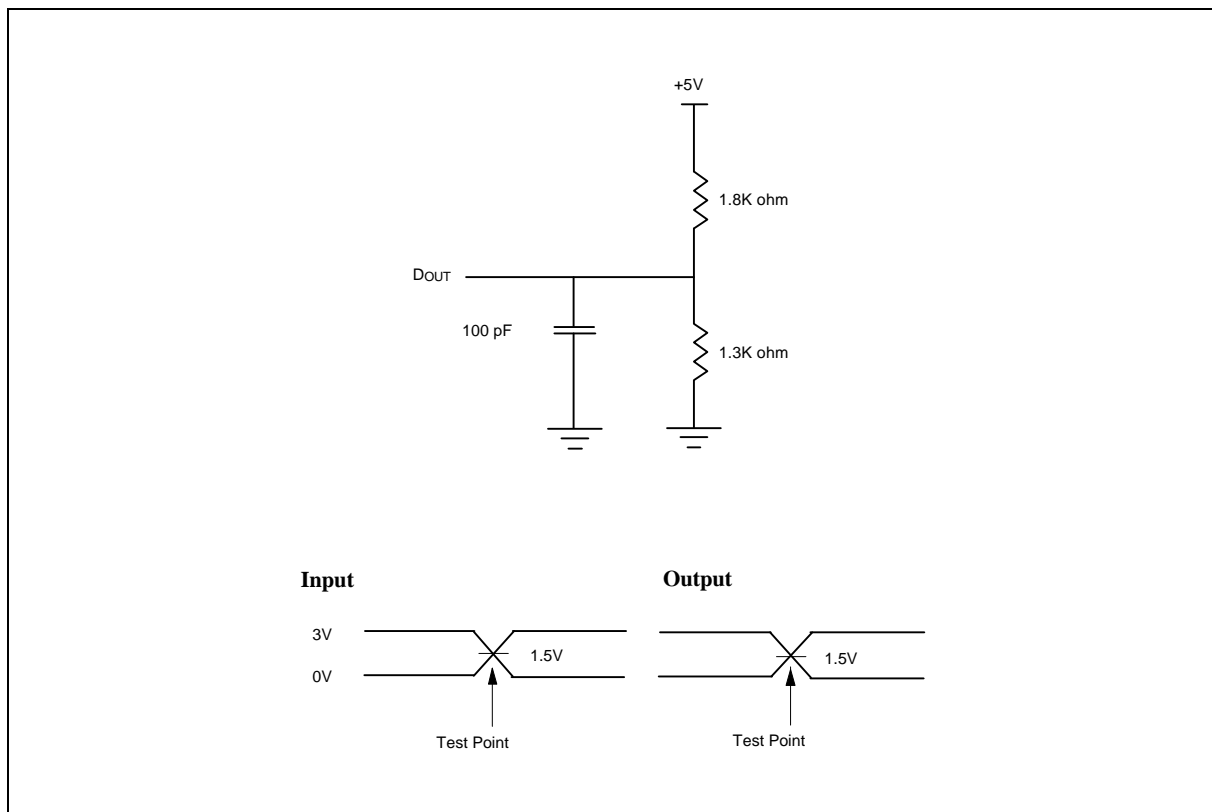 +5V
1.8K ohm
DOUT
100 pF
1.3K ohm
Input
Output
3V
1.5V
1.5V
0V
Test Point
Test Point